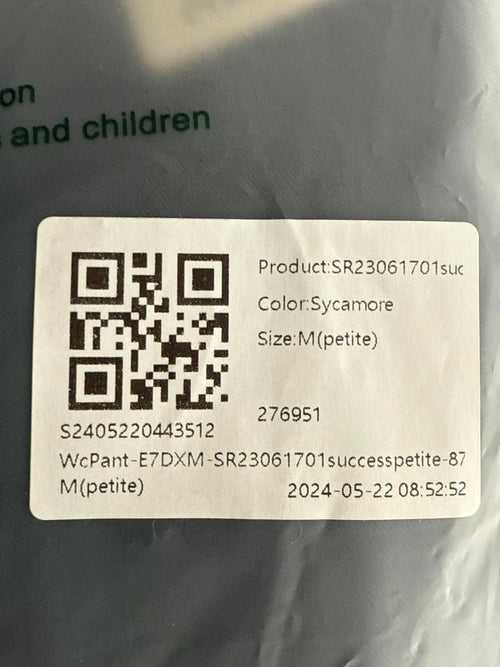 on
and children
Product:SR23061701suc
Color:Sycamore
Size:M(petite)
276951
S2405220443512
WcPant-E7DXM-SR23061701successpetite-87
M(petite)
2024-05-22 08:52:52